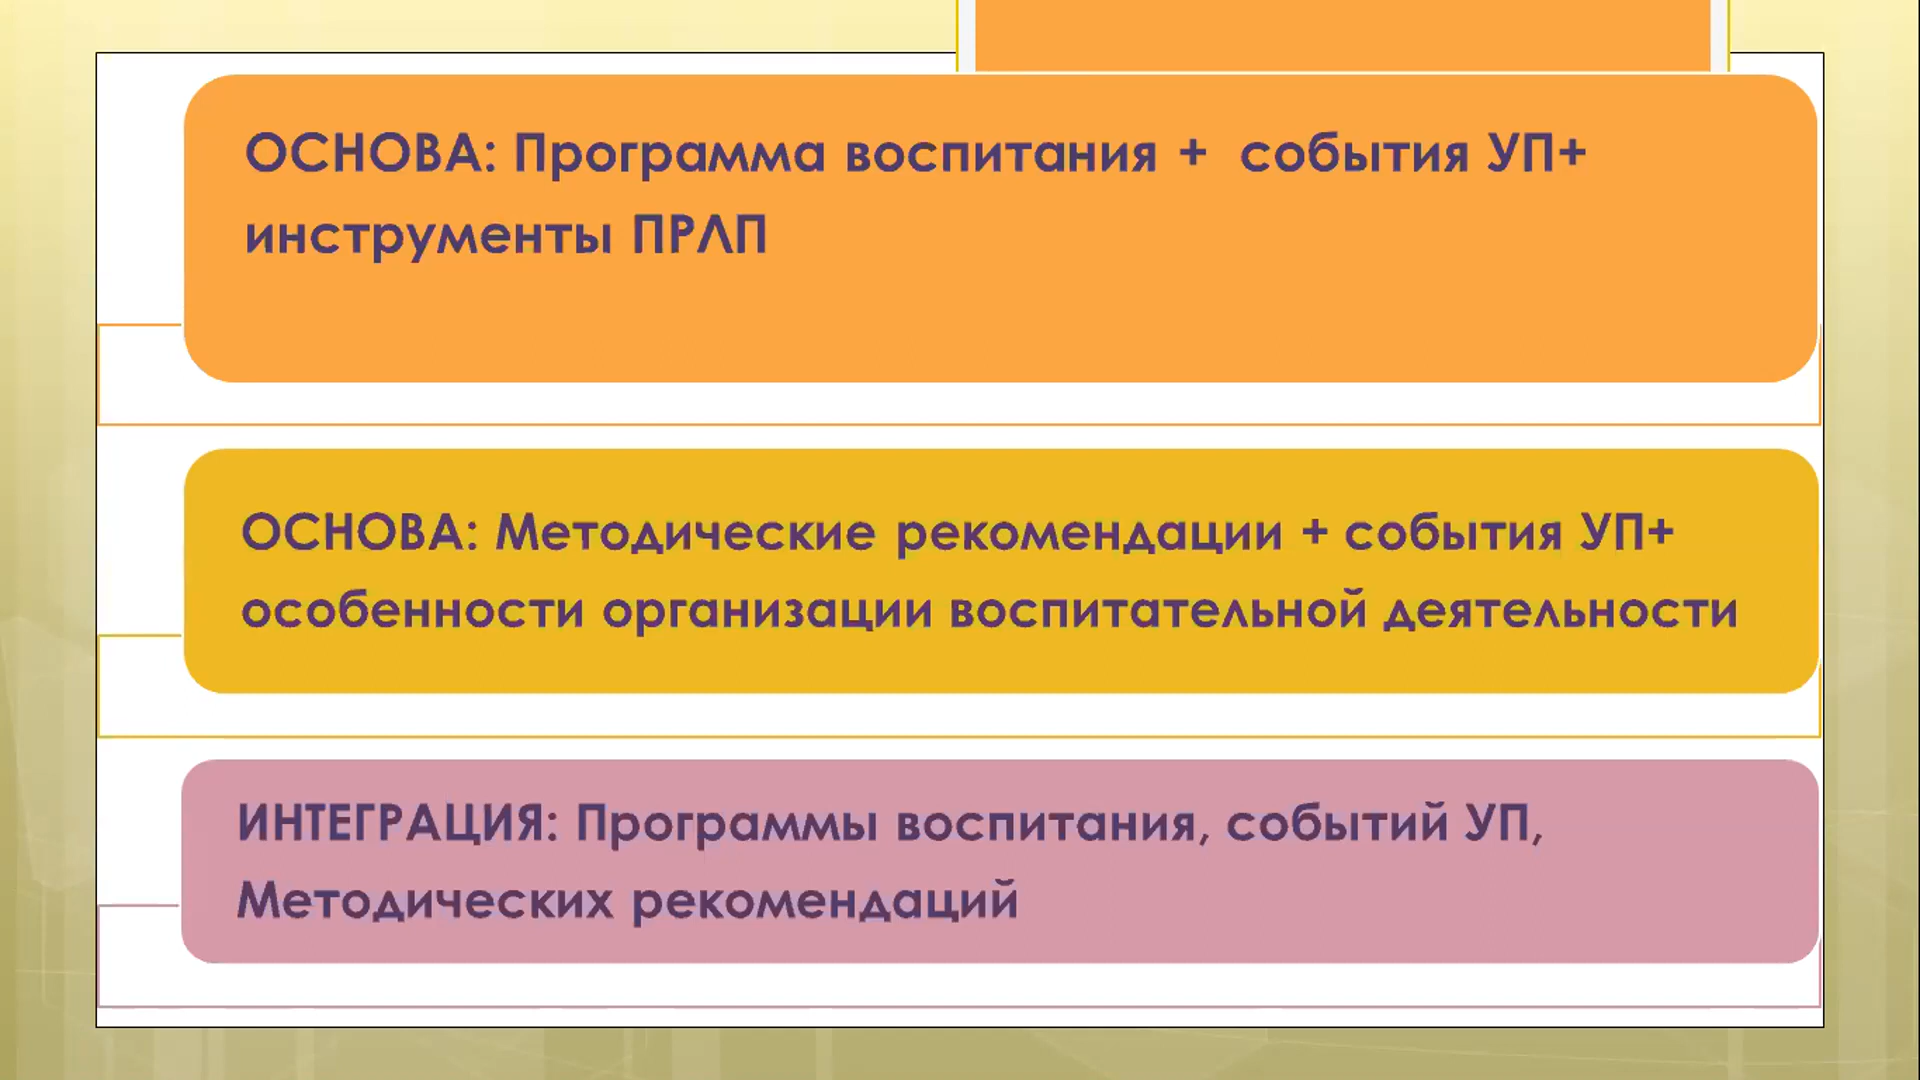 ОСНОВА: Программа воспитания + события УП+
инструменты ПРЛП
ОСНОВА: Методические рекомендации + события УП+
особенности организации воспитательной деятельности
ИНТЕГРАЦИЯ: Программы воспитания, событий УП,
Методических рекомендаций